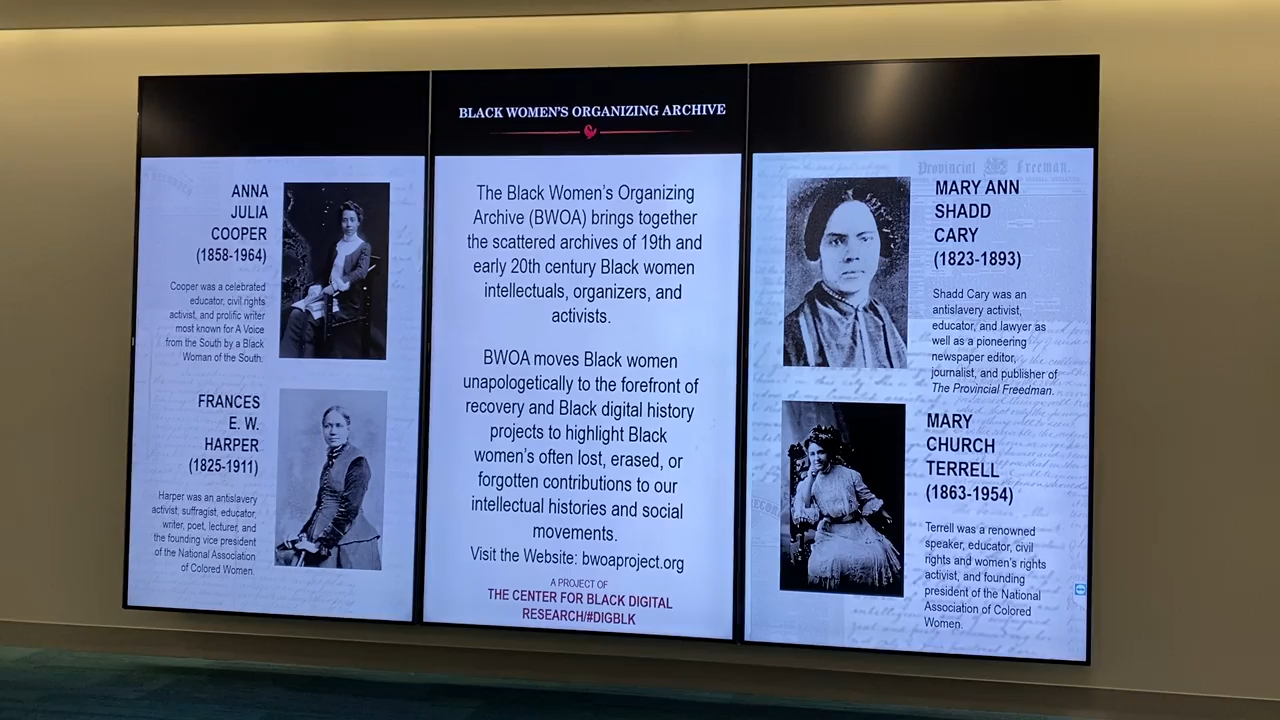 BLACK WOMEN'S ORGANIZING ARCHIVE
ANNA
JULIA
COOPER
(1858-1964)
Cooper was a celebrated
educator, civil rights
activist, and prolific writer
most known for A Voice
from the South by a Black
Woman of the South.
FRANCES
E. W.
HARPER
(1825-1911)
Harper was an antislavery
activist, suffragist, educator,
writer, poet, lecturer, and
the founding vice president
of the National Association
of Colored Women.
The Black Women's Organizing
Archive (BWOA) brings together
the scattered archives of 19th and
early 20th century Black women
intellectuals, organizers, and
activists.
BWOA moves Black women
unapologetically to the forefront of
recovery and Black digital history
projects to highlight Black
women's often lost, erased, or
forgotten contributions to our
intellectual histories and social
movements.
Visit the Website: bwoaproject.org
A PROJECT OF
THE CENTER FOR BLACK DIGITAL
RESEARCH/#DIGBLK
Provincial Freeman.
MARY ANN
SHADD
CARY
(1823-1893)
Shadd Cary was an
antislavery activist,
educator, and lawyer as
well as a pioneering
newspaper editor,
journalist, and publisher of
The Provincial Freedman.
MARY
CHURCH
TERRELL
(1863-1954)
Terrell was a renowned
speaker, educator, civil
rights and women's rights
activist, and founding
president of the National
Association of Colored
Women.